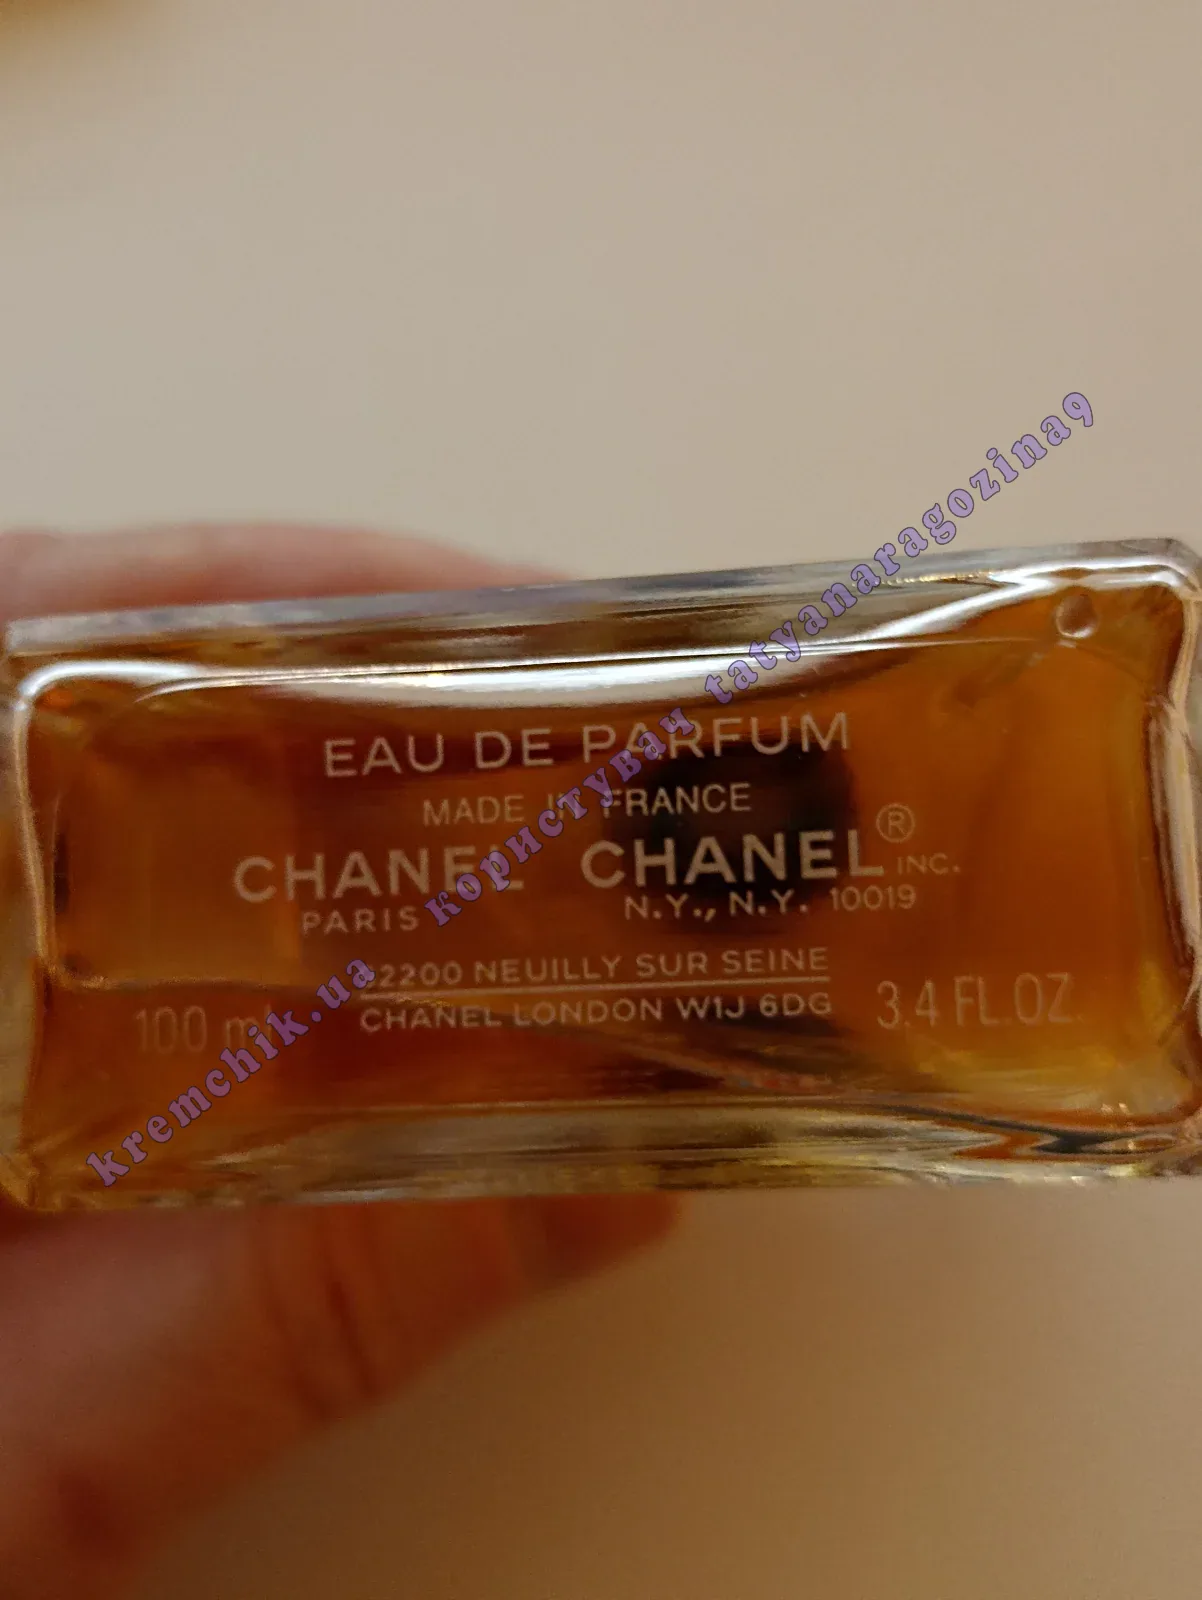 EAU DE PARFUM
MADE IN FRANCE
CHANEL CHANEL® INC.
PARIS N.Y., N.Y. 10019
92200 NEUILLY SUR SEINE
100 ml CHANEL LONDON W1J 6DG 3.4 FL.OZ.
kremchik.ua користувач tatyanaragozina9